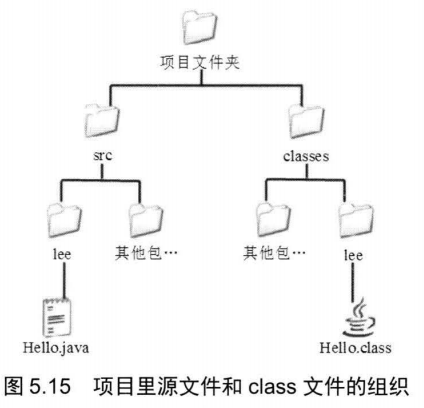 项目文件夹
src
classes
lee
其他包…
其他包…
lee
Hello.java
Hello.class
图 5.15 项目里源文件和 class 文件的组织